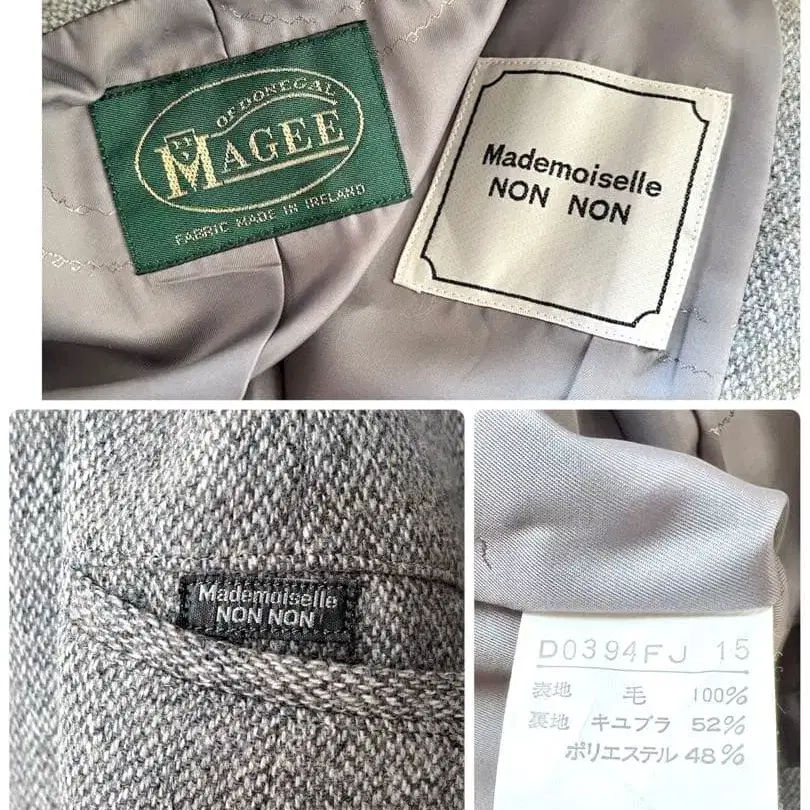 OF DONEGAL
MAGEE
FABRIC MADE IN IRELAND
Mademoiselle
NON NON
Mademoiselle
NON NON
D0394FJ 15
表地 毛 100%
裏地 キユプラ 52%
ポリエステル 48%